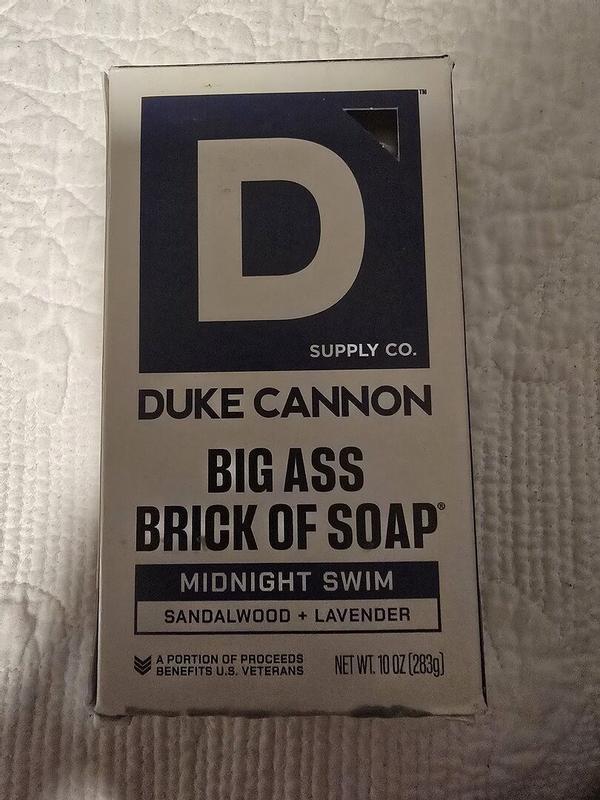 D
™
SUPPLY CO.
DUKE CANNON
BIG ASS
BRICK OF SOAP®
MIDNIGHT SWIM
SANDALWOOD + LAVENDER
A PORTION OF PROCEEDS
BENEFITS U.S. VETERANS
NET WT. 10 OZ (283g)